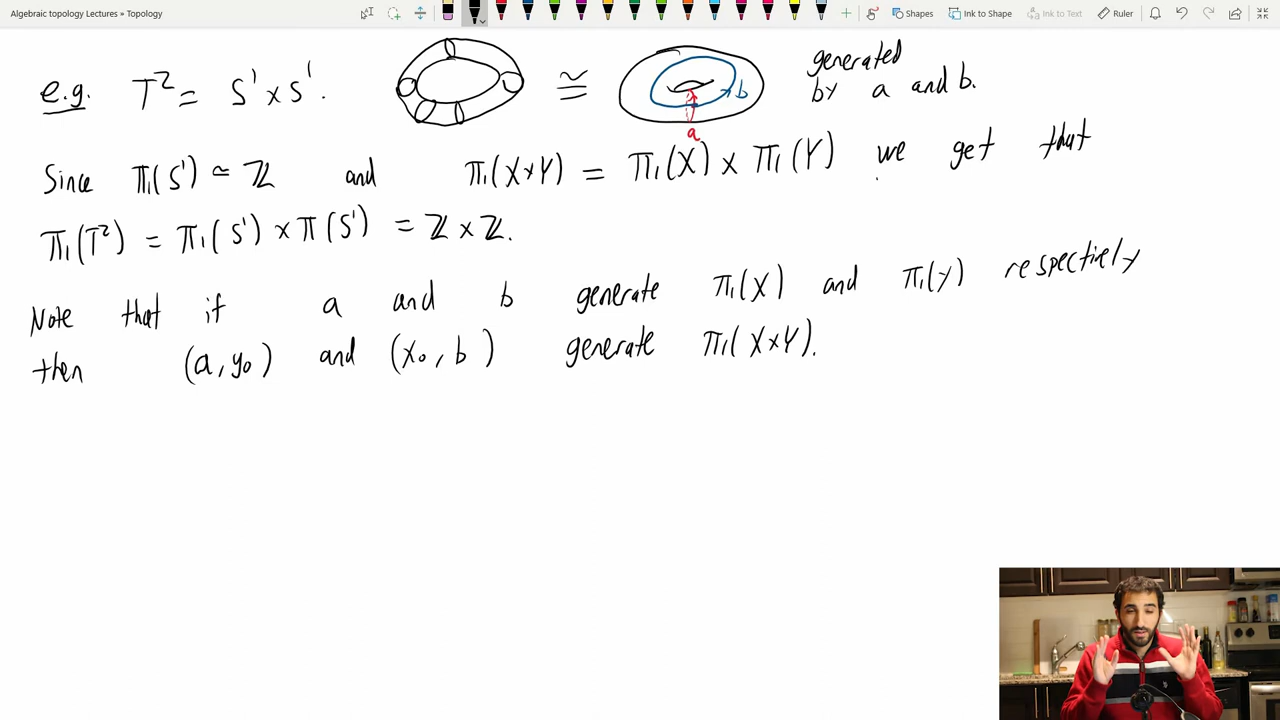 Algebraic topology Lectures » Topology
Shapes Ink to Shape Ink to Text Ruler
e.g. T² = S¹ × S¹. ≅ a b generated by a and b.
Since π₁(S¹) ≃ ℤ and π₁(X×Y) = π₁(X) × π₁(Y) we get that
π₁(T²) = π₁(S¹) × π(S¹) = ℤ × ℤ.
Note that if a and b generate π₁(X) and π₁(Y) respectively
then (a, y₀) and (x₀, b) generate π₁(X×Y).